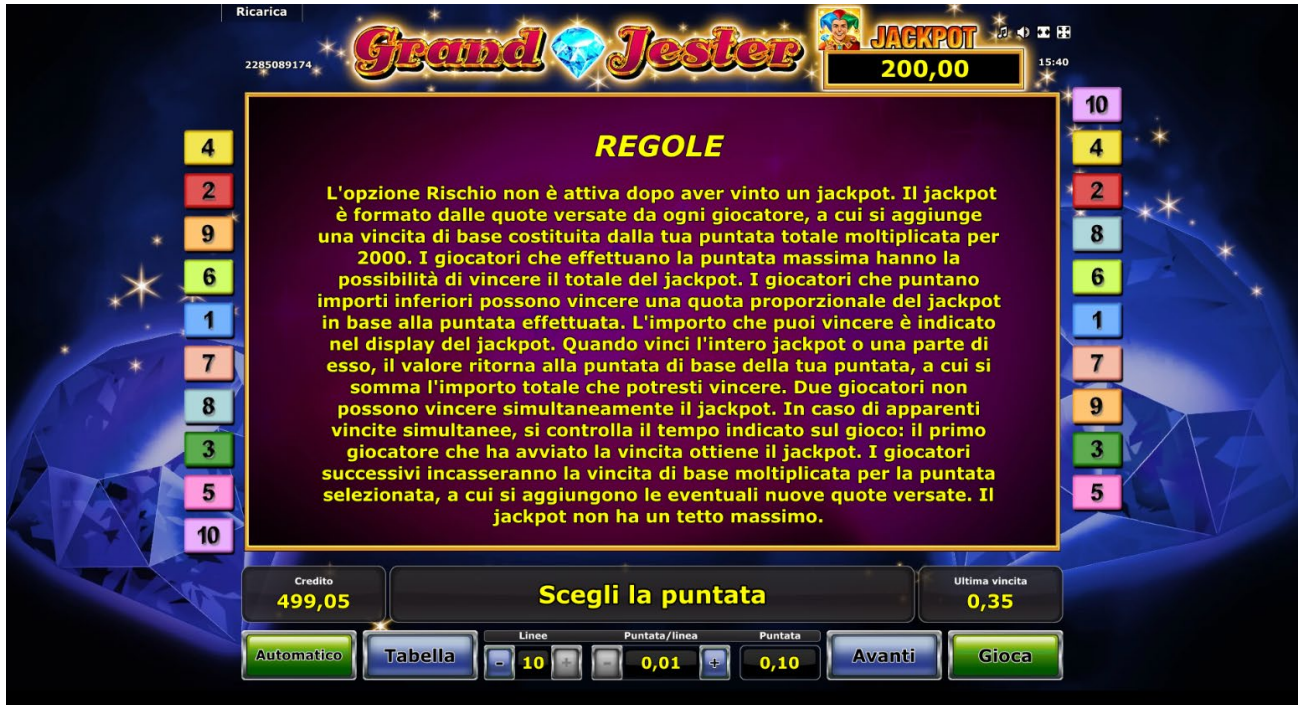 Ricarica
Grand Jester
JACKPOT
200,00
2285089174
15:40
10
4
2
9
6
1
7
8
3
5
10
4
2
8
6
1
7
9
3
5
REGOLE
L'opzione Rischio non è attiva dopo aver vinto un jackpot. Il jackpot
è formato dalle quote versate da ogni giocatore, a cui si aggiunge
una vincita di base costituita dalla tua puntata totale moltiplicata per
2000. I giocatori che effettuano la puntata massima hanno la
possibilità di vincere il totale del jackpot. I giocatori che puntano
importi inferiori possono vincere una quota proporzionale del jackpot
in base alla puntata effettuata. L'importo che puoi vincere è indicato
nel display del jackpot. Quando vinci l'intero jackpot o una parte di
esso, il valore ritorna alla puntata di base della tua puntata, a cui si
somma l'importo totale che potresti vincere. Due giocatori non
possono vincere simultaneamente il jackpot. In caso di apparenti
vincite simultanee, si controlla il tempo indicato sul gioco: il primo
giocatore che ha avviato la vincita ottiene il jackpot. I giocatori
successivi incasseranno la vincita di base moltiplicata per la puntata
selezionata, a cui si aggiungono le eventuali nuove quote versate. Il
jackpot non ha un tetto massimo.
Credito
499,05
Scegli la puntata
Ultima vincita
0,35
Automatico
Tabella
Linee
- 10 +
Puntata/linea
- 0,01 +
Puntata
0,10
Avanti
Gioca